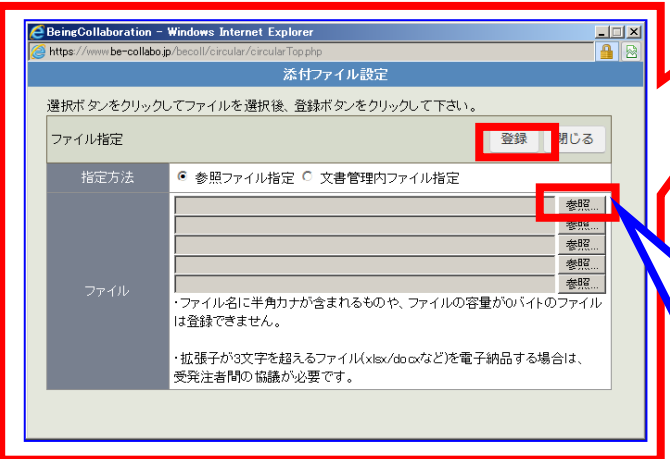 BeingCollaboration - Windows Internet Explorer
https://www.be-collabo.jp/becoll/circular/circularTop.php
添付ファイル設定
選択ボタンをクリックしてファイルを選択後、登録ボタンをクリックして下さい。
ファイル指定 登録 閉じる
指定方法 参照ファイル指定 文書管理内ファイル指定
参照...
参照...
参照...
参照...
参照...
ファイル
・ファイル名に半角カナが含まれるものや、ファイルの容量が0バイトのファイル
は登録できません。
・拡張子が3文字を超えるファイル(xlsx/docxなど)を電子納品する場合は、
受発注者間の協議が必要です。